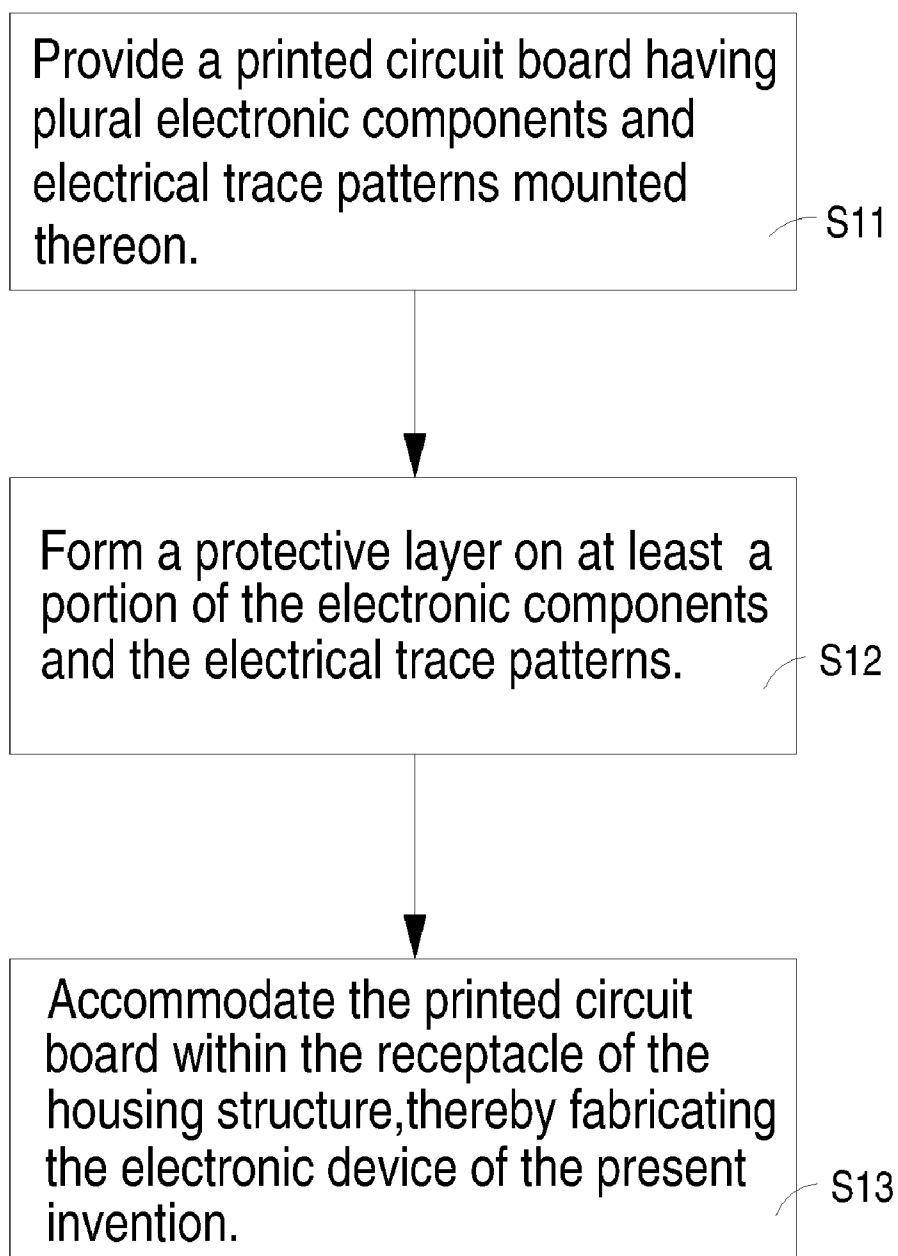 Provide a printed circuit board having
plural electronic components and
electrical trace patterns mounted
thereon.
S11
Form a protective layer on at least a
portion of the electronic components
and the electrical trace patterns.
S12
Accommodate the printed circuit
board within the receptacle of the
housing structure,thereby fabricating
the electronic device of the present
invention.
S13